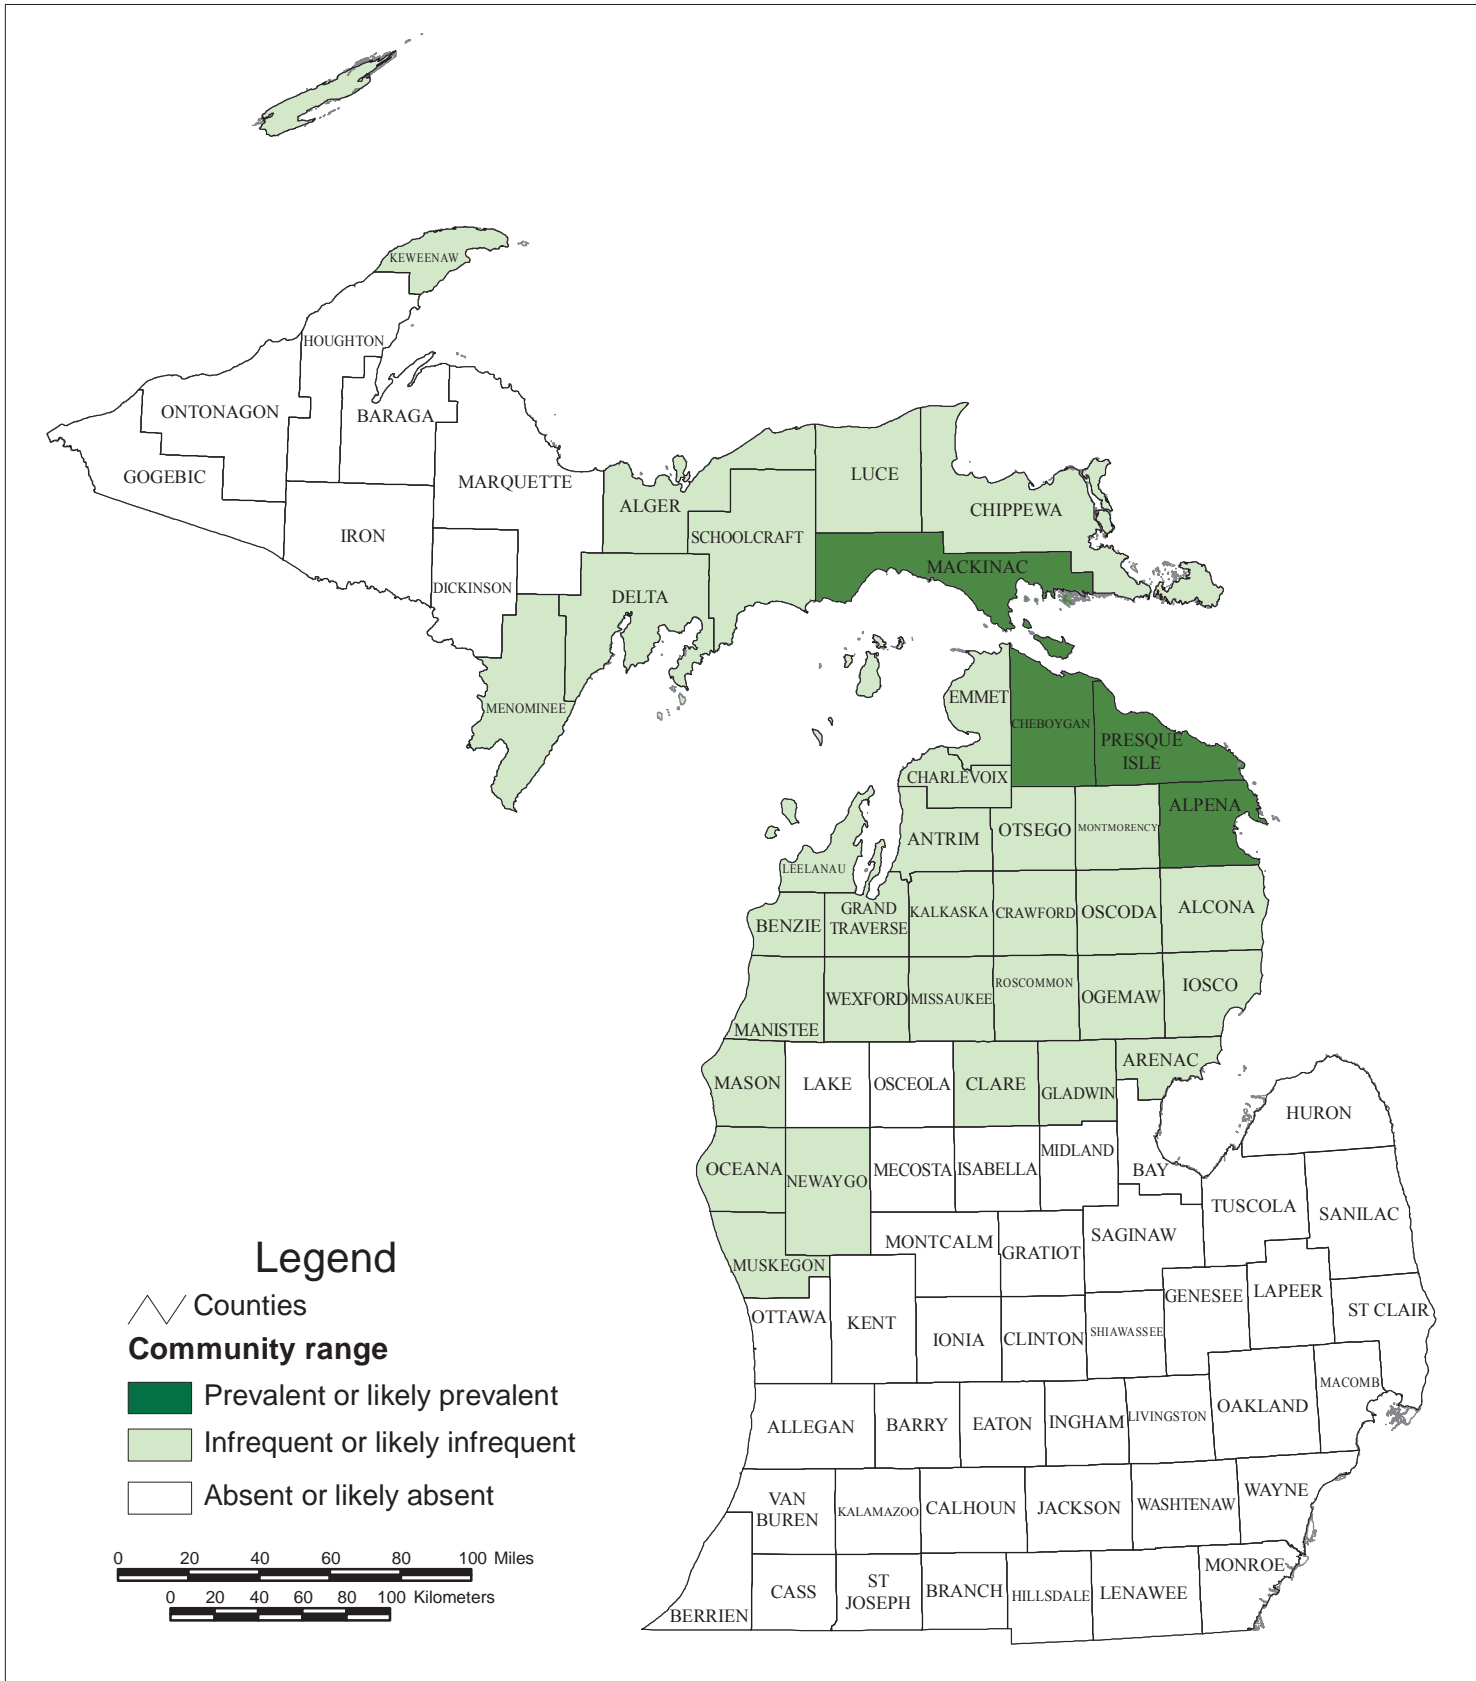 KEWEENAW
HOUGHTON
ONTONAGON
BARAGA
GOGEBIC
MARQUETTE
LUCE
ALGER
CHIPPEWA
IRON
SCHOOLCRAFT
MACKINAC
DICKINSON
DELTA
EMMET
MENOMINEE
CHEBOYGAN
PRESQUE
ISLE
CHARLEVOIX
ALPENA
ANTRIM
OTSEGO
MONTMORENCY
LEELANAU
BENZIE
GRAND
TRAVERSE
KALKASKA
CRAWFORD
OSCODA
ALCONA
MANISTEE
WEXFORD
MISSAUKEE
ROSCOMMON
OGEMAW
IOSCO
MASON
LAKE
OSCEOLA
CLARE
GLADWIN
ARENAC
HURON
OCEANA
NEWAYGO
MECOSTA
ISABELLA
MIDLAND
BAY
TUSCOLA
SANILAC
MUSKEGON
MONTCALM
GRATIOT
SAGINAW
GENESEE
LAPEER
ST CLAIR
OTTAWA
KENT
IONIA
CLINTON
SHIAWASSEE
ALLEGAN
BARRY
EATON
INGHAM
LIVINGSTON
OAKLAND
MACOMB
VAN
BUREN
KALAMAZOO
CALHOUN
JACKSON
WASHTENAW
WAYNE
BERRIEN
CASS
ST
JOSEPH
BRANCH
HILLSDALE
LENAWEE
MONROE
Legend
Counties
Community range
Prevalent or likely prevalent
Infrequent or likely infrequent
Absent or likely absent
0 20 40 60 80 100 Miles
0 20 40 60 80 100 Kilometers